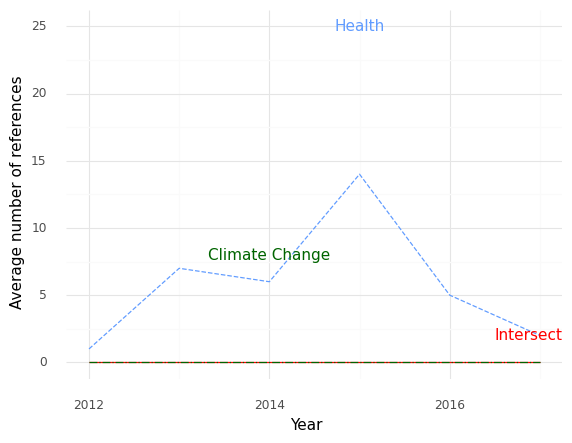 25
Health
20
15
10
Climate Change
5
Intersect
0
2012
2014
2016
Year
Average number of references